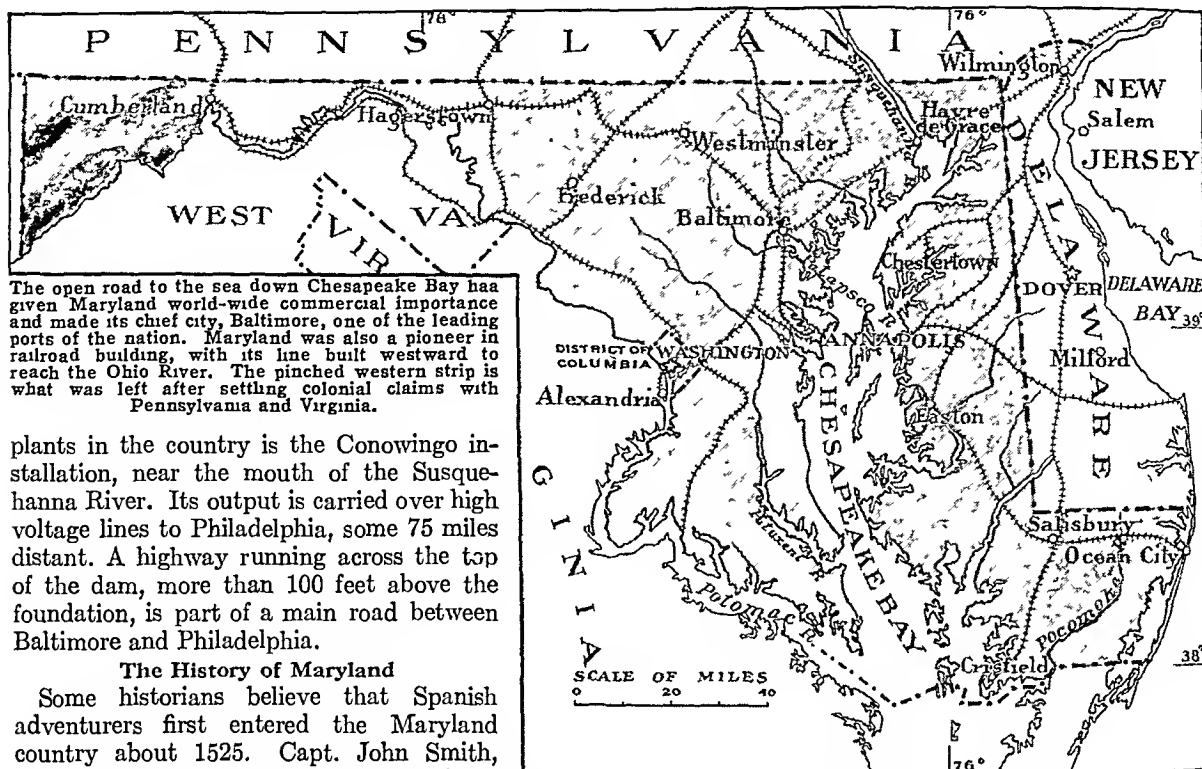 78° 76°
PENNSYLVANIA
Wilmington
Cumberland
Hagerstown
Susquehanna
Havre
de Grace
NEW
Salem
JERSEY
Westminster
Frederick
Baltimore
WEST VA
VIR
Chestertown
DELAWARE
DOVER
DELAWARE
BAY 39°
Milford
ANNAPOLIS
DISTRICT OF
COLUMBIA
WASHINGTON
Alexandria
Easton
CHESAPEAKE BAY
GINIA
Potomac R
Salisbury
Ocean City
Pocomoke
38°
Crisfield
SCALE OF MILES
0 20 40
76°
The open road to the sea down Chesapeake Bay haa
given Maryland world-wide commercial importance
and made its chief city, Baltimore, one of the leading
ports of the nation. Maryland was also a pioneer in
railroad building, with its line built westward to
reach the Ohio River. The pinched western strip is
what was left after settling colonial claims with
Pennsylvania and Virginia.
plants in the country is the Conowingo in-
stallation, near the mouth of the Susque-
hanna River. Its output is carried over high
voltage lines to Philadelphia, some 75 miles
distant. A highway running across the top
of the dam, more than 100 feet above the
foundation, is part of a main road between
Baltimore and Philadelphia.
The History of Maryland
Some historians believe that Spanish
adventurers first entered the Maryland
country about 1525. Capt. John Smith,